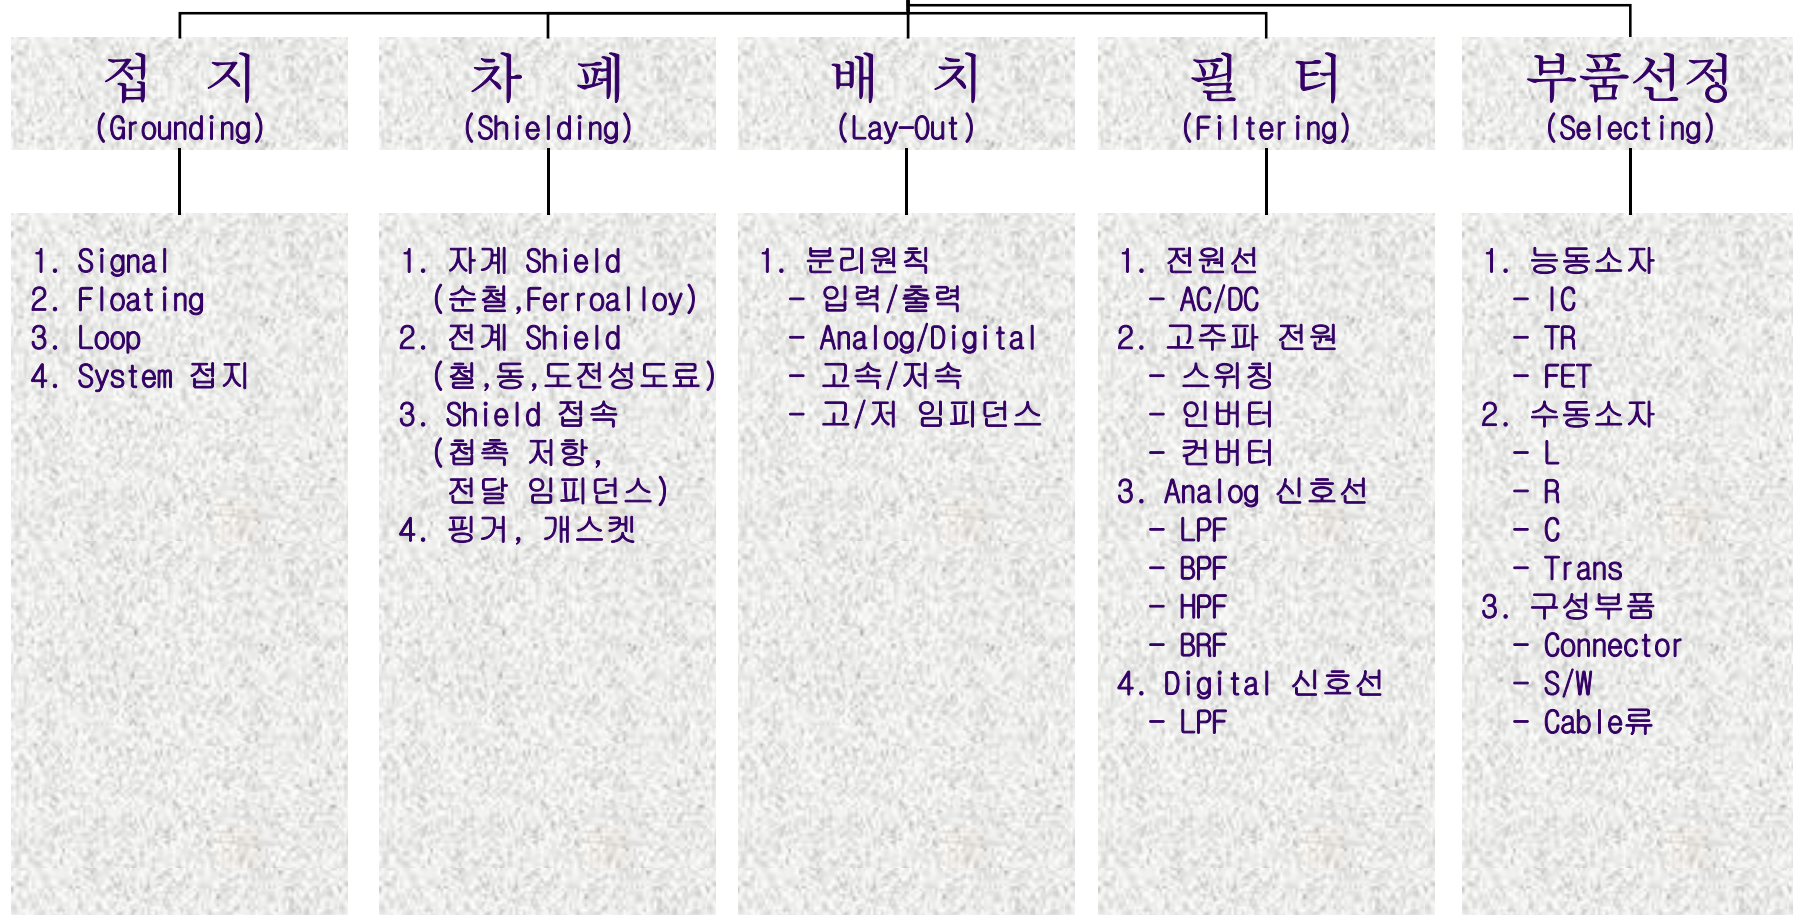 접 지
(Grounding)
1. Signal
2. Floating
3. Loop
4. System 접지
차 폐
(Shielding)
1. 자계 Shield
(순철,Ferroalloy)
2. 전계 Shield
(철,동,도전성도료)
3. Shield 접속
(첩촉 저항,
전달 임피던스)
4. 핑거, 개스켓
배 치
(Lay-Out)
1. 분리원칙
- 입력/출력
- Analog/Digital
- 고속/저속
- 고/저 임피던스
필 터
(Filtering)
1. 전원선
- AC/DC
2. 고주파 전원
- 스위칭
- 인버터
- 컨버터
3. Analog 신호선
- LPF
- BPF
- HPF
- BRF
4. Digital 신호선
- LPF
부품선정
(Selecting)
1. 능동소자
- IC
- TR
- FET
2. 수동소자
- L
- R
- C
- Trans
3. 구성부품
- Connector
- S/W
- Cable류